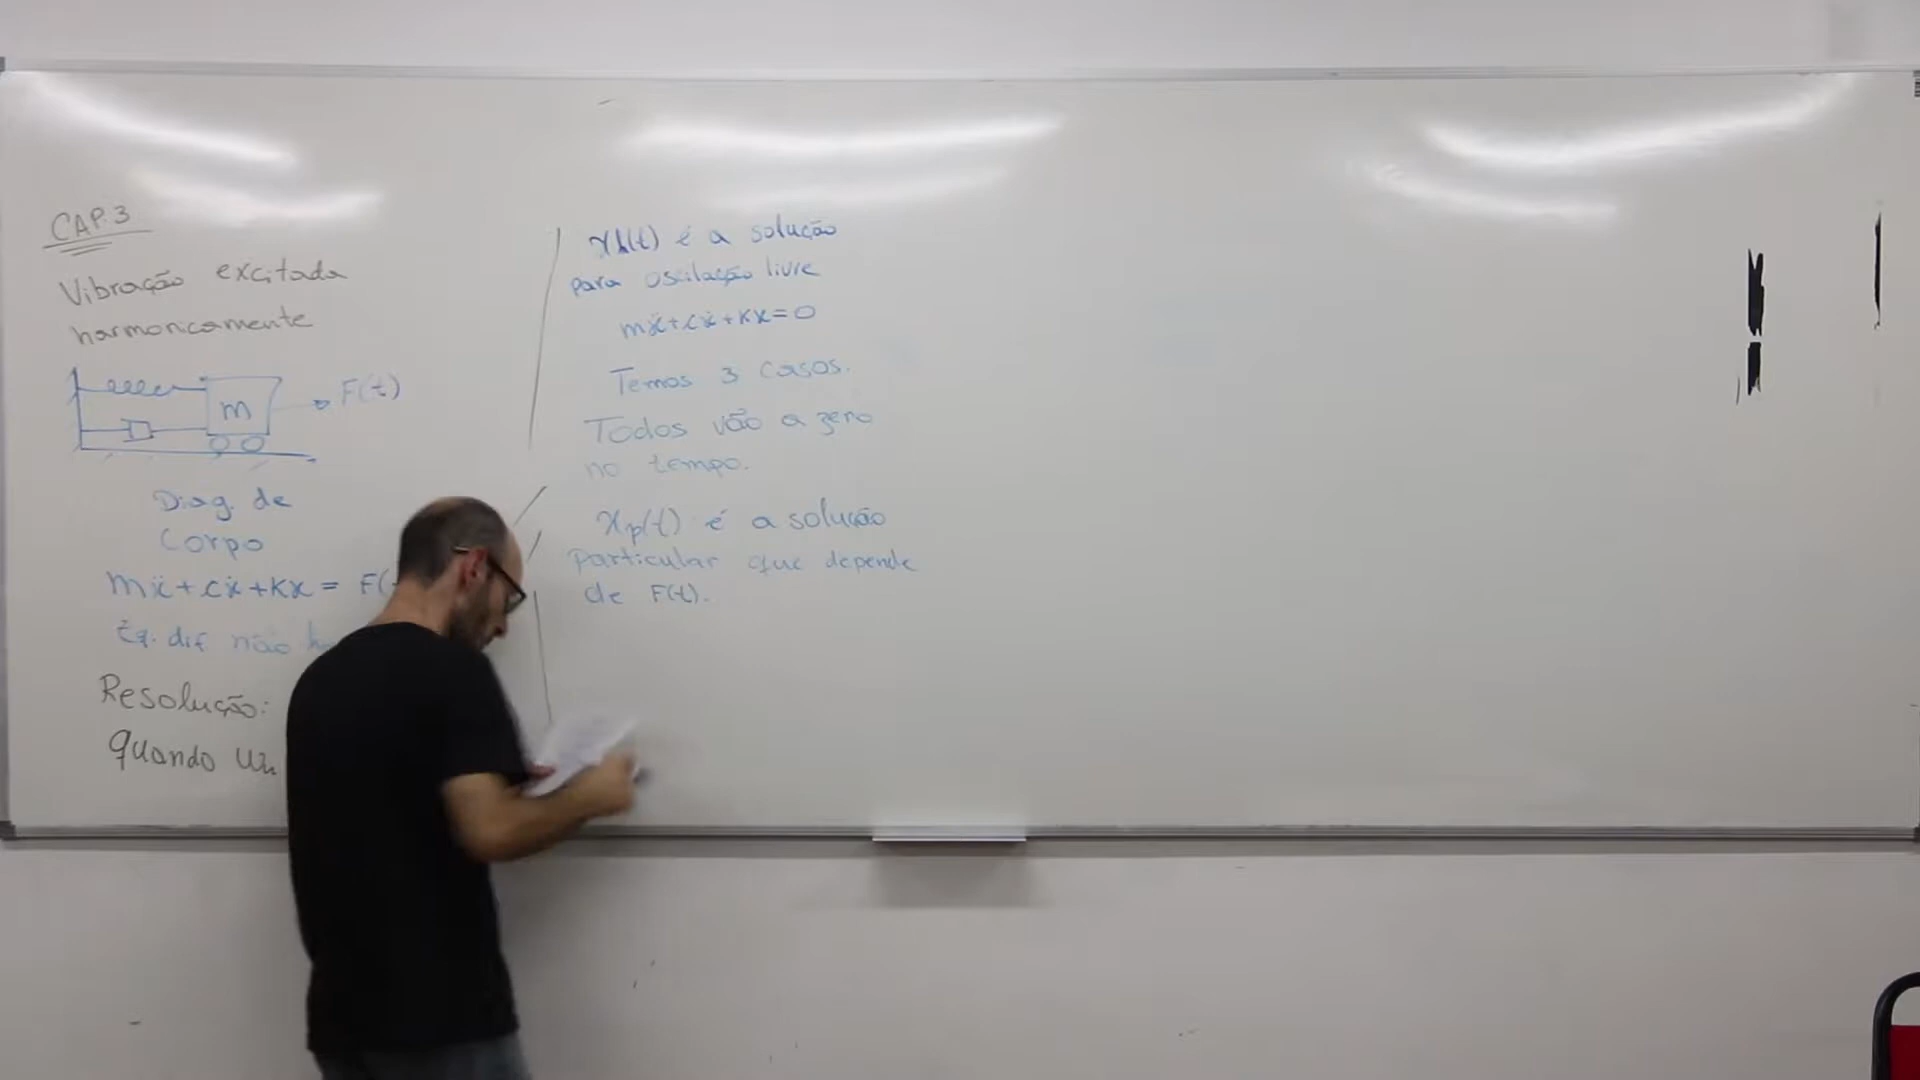 CAP. 3
Vibração excitada
harmoncamente
m
F(t)
Diag. de
Corpo
mẍ + cẋ + kx = F(
Eq. dif não
Resolução:
quando
xh(t) é a solução
para oscilação livre
mẍ + cẋ + kx = 0
Temos 3 casos.
Todos vão a zero
no tempo.
xp(t) é a solução
particular que depende
de F(t).